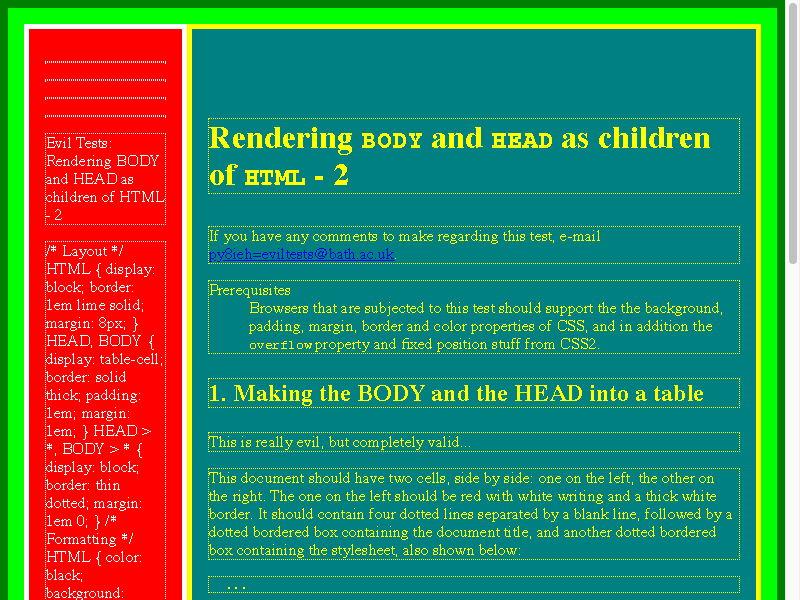 Evil Tests:
Rendering BODY
and HEAD as
children of HTML
- 2
/* Layout */
HTML { display:
block; border:
1em lime solid;
margin: 8px; }
HEAD, BODY {
display: table-cell;
border: solid
thick; padding:
1em; margin:
1em; } HEAD >
*, BODY > * {
display: block;
border: thin
dotted; margin:
1em 0; } /*
Formatting */
HTML { color:
black;
background:
Rendering BODY and HEAD as children
of HTML - 2
If you have any comments to make regarding this test, e-mail
py8ieh=eviltests@bath.ac.uk.
Prerequisites
Browsers that are subjected to this test should support the the background,
padding, margin, border and color properties of CSS, and in addition the
overflow property and fixed position stuff from CSS2.
1. Making the BODY and the HEAD into a table
This is really evil, but completely valid...
This document should have two cells, side by side: one on the left, the other on
the right. The one on the left should be red with white writing and a thick white
border. It should contain four dotted lines separated by a blank line, followed by a
dotted bordered box containing the document title, and another dotted bordered
box containing the stylesheet, also shown below:
...